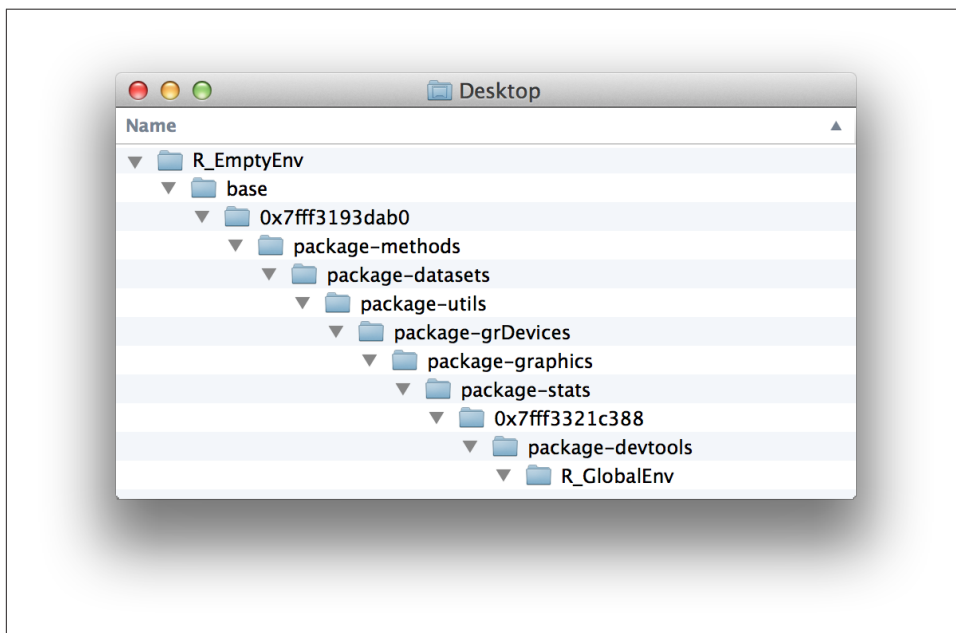 Desktop
Name
R_EmptyEnv
base
0x7fff3193dab0
package-methods
package-datasets
package-utils
package-grDevices
package-graphics
package-stats
0x7fff3321c388
package-devtools
R_GlobalEnv